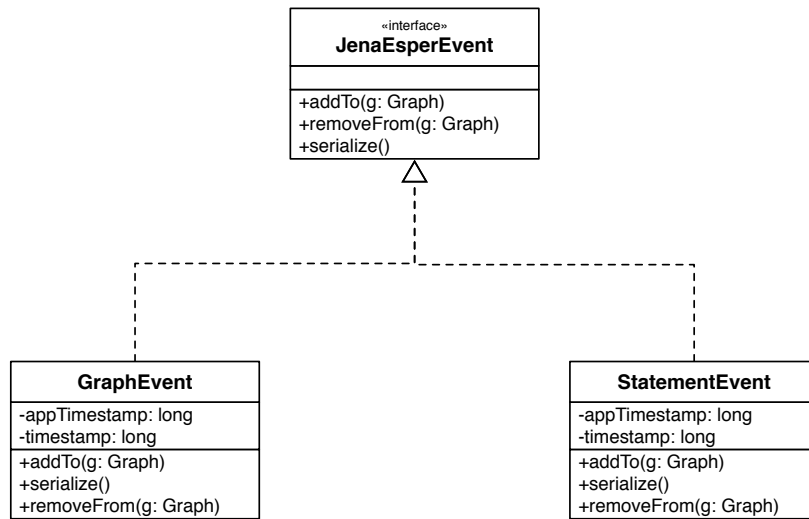 «interface»
JenaEsperEvent
+addTo(g: Graph)
+removeFrom(g: Graph)
+serialize()
GraphEvent
-appTimestamp: long
-timestamp: long
+addTo(g: Graph)
+serialize()
+removeFrom(g: Graph)
StatementEvent
-appTimestamp: long
-timestamp: long
+addTo(g: Graph)
+serialize()
+removeFrom(g: Graph)